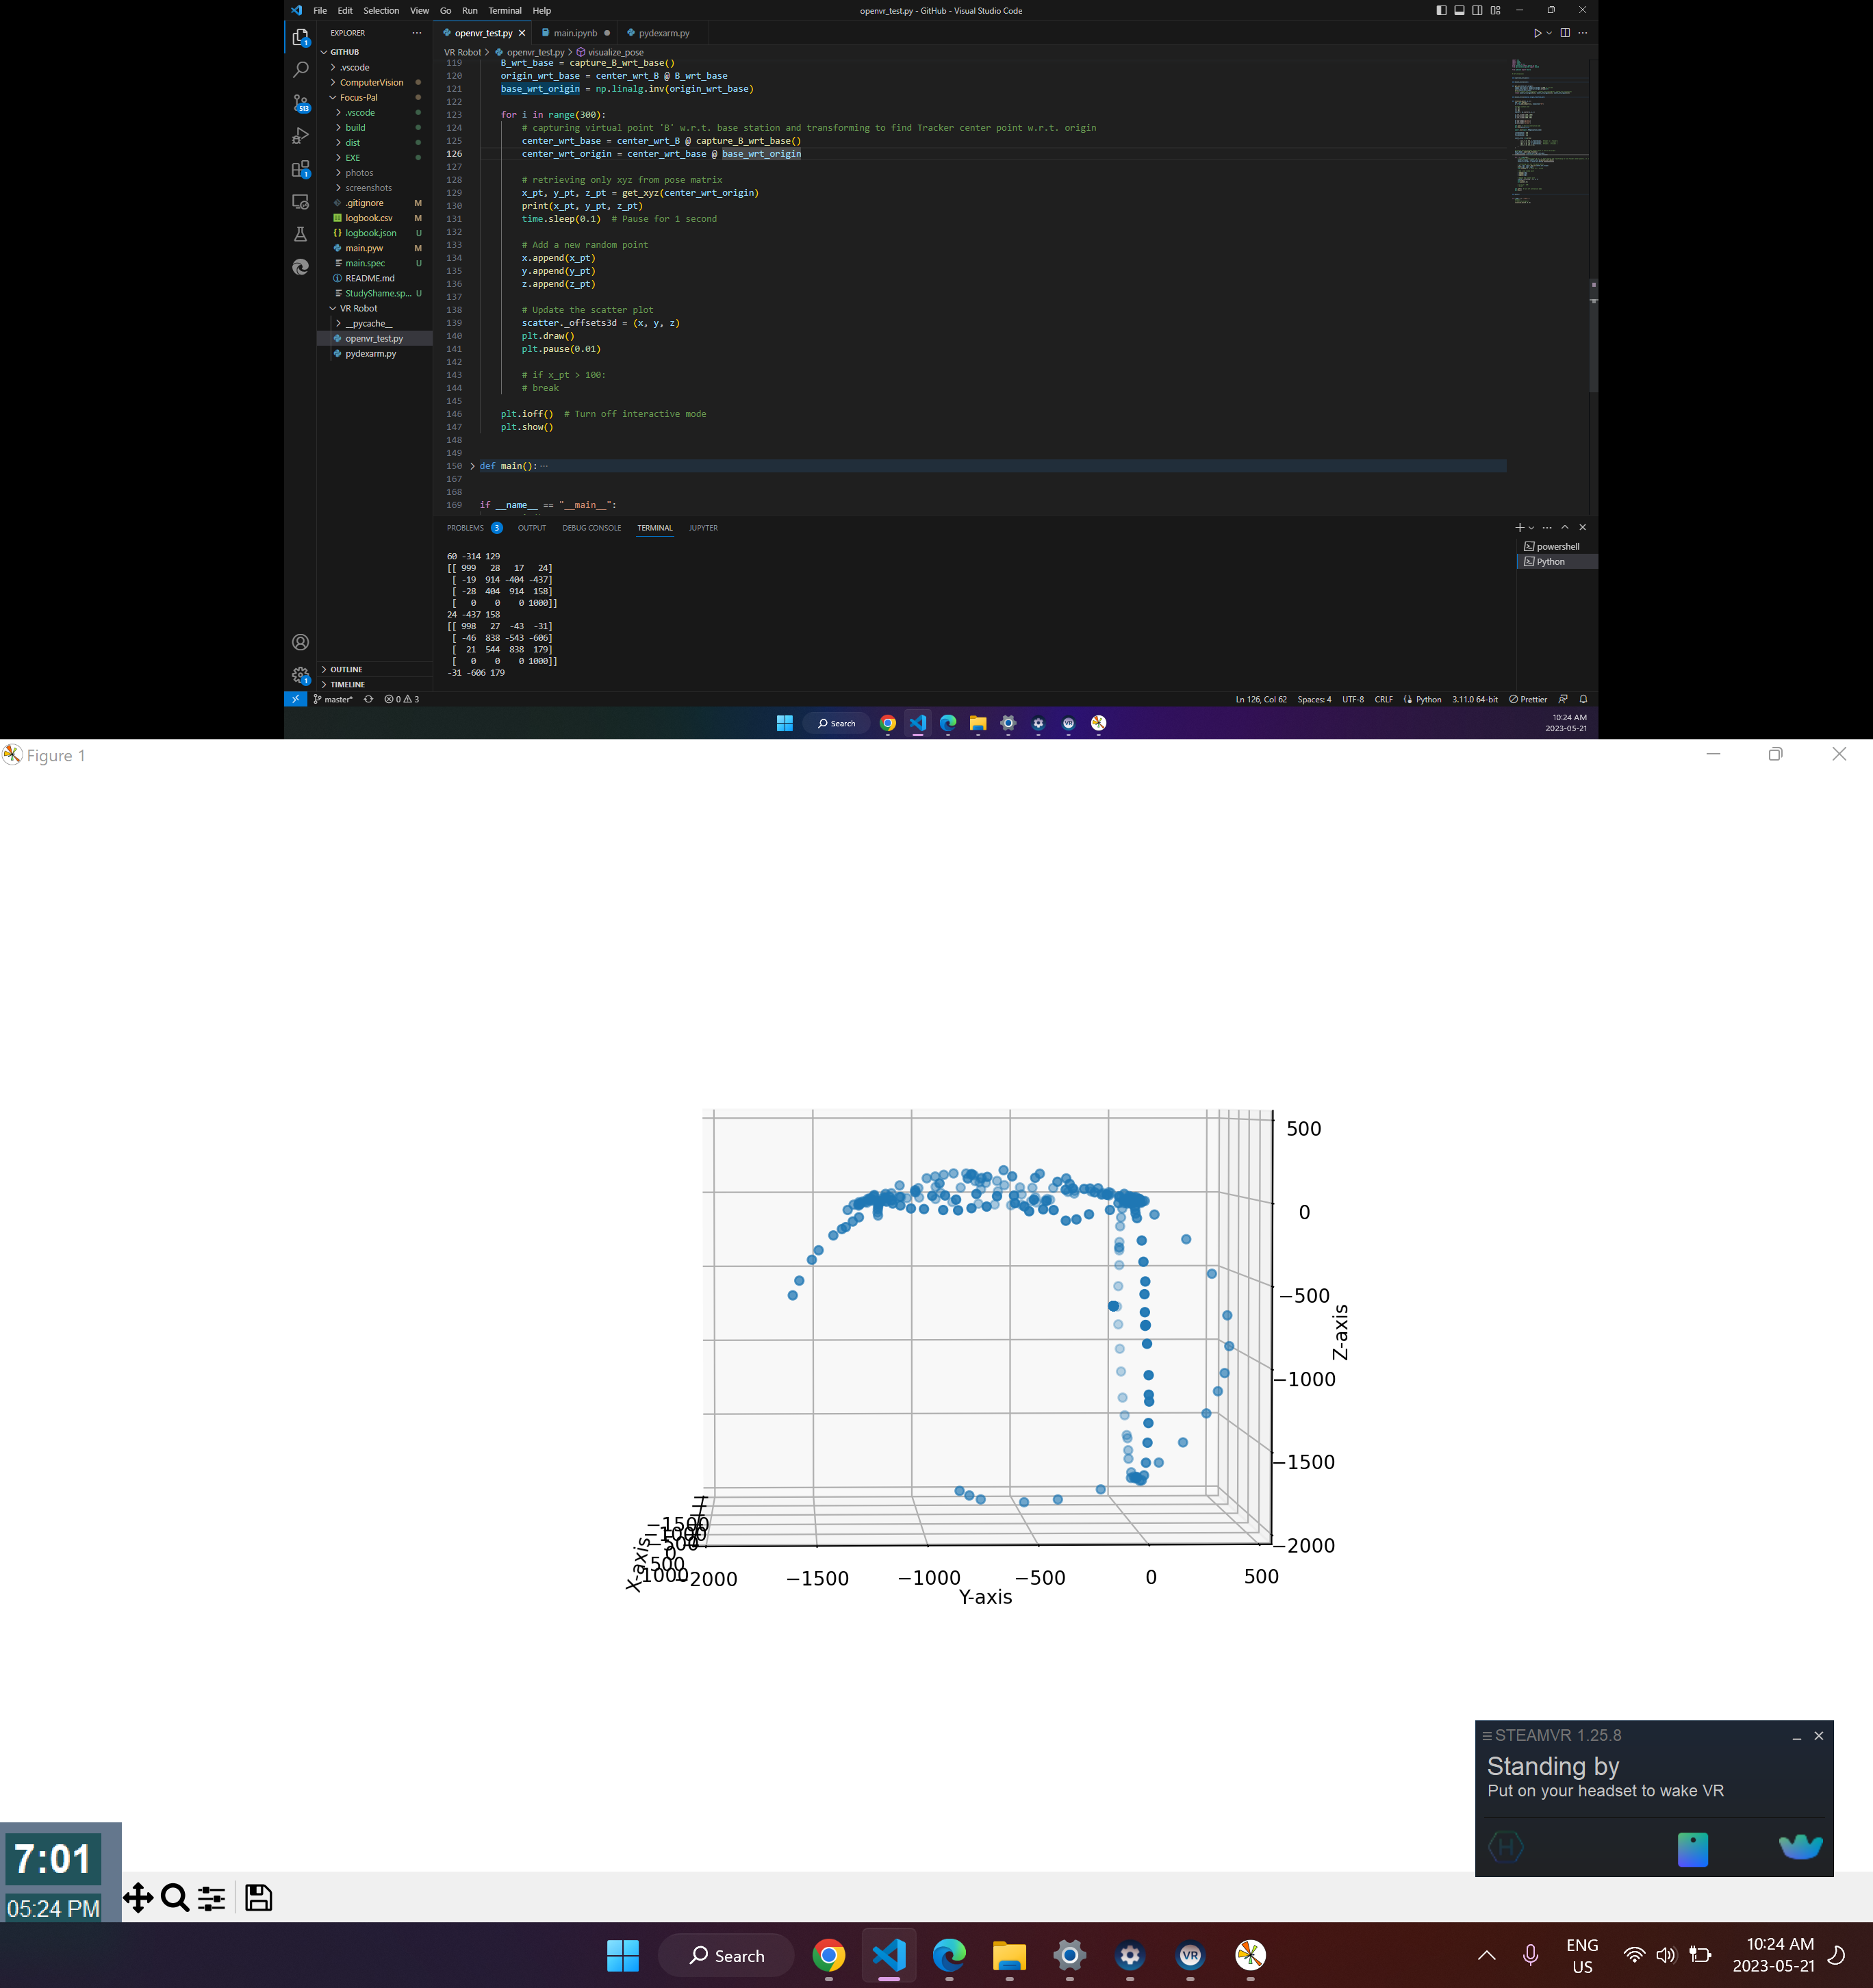 File Edit Selection View Go Run Terminal Help
openvr_test.py - GitHub - Visual Studio Code
EXPLORER
GITHUB
.vscode
ComputerVision
Focus-Pal
.vscode
build
dist
EXE
photos
screenshots
.gitignore M
logbook.csv M
logbook.json U
main.pyw M
main.spec U
README.md
StudyShame.sp... U
VR Robot
__pycache__
openvr_test.py
pydexarm.py
OUTLINE
TIMELINE
openvr_test.py main.ipynb pydexarm.py
VR Robot > openvr_test.py > visualize_pose
119 B_wrt_base = capture_B_wrt_base()
120 origin_wrt_base = center_wrt_B @ B_wrt_base
121 base_wrt_origin = np.linalg.inv(origin_wrt_base)
122
123 for i in range(300):
124 # capturing virtual point 'B' w.r.t. base station and transforming to find Tracker center point w.r.t. origin
125 center_wrt_base = center_wrt_B @ capture_B_wrt_base()
126 center_wrt_origin = center_wrt_base @ base_wrt_origin
127
128 # retrieving only xyz from pose matrix
129 x_pt, y_pt, z_pt = get_xyz(center_wrt_origin)
130 print(x_pt, y_pt, z_pt)
131 time.sleep(0.1) # Pause for 1 second
132
133 # Add a new random point
134 x.append(x_pt)
135 y.append(y_pt)
136 z.append(z_pt)
137
138 # Update the scatter plot
139 scatter._offsets3d = (x, y, z)
140 plt.draw()
141 plt.pause(0.01)
142
143 # if x_pt > 100:
144 # break
145
146 plt.ioff() # Turn off interactive mode
147 plt.show()
148
149
150 def main(): ...
167
168
169 if __name__ == "__main__":
PROBLEMS 3 OUTPUT DEBUG CONSOLE TERMINAL JUPYTER
60 -314 129
[[ 999 28 17 24]
[ -19 914 -404 -437]
[ -28 404 914 158]
[ 0 0 0 1000]]
24 -437 158
[[ 998 27 -43 -31]
[ -46 838 -543 -606]
[ 21 544 838 179]
[ 0 0 0 1000]]
-31 -606 179
powershell
Python
513
1
1
1
master* 0 3
Ln 126, Col 62 Spaces: 4 UTF-8 CRLF Python 3.11.0 64-bit Prettier
Search
10:24 AM
2023-05-21
Figure 1
500
0
−500
−1000
−1500
−2000
Z-axis
−1500
−1000
−500
0
500
1000
X-axis
−2000 −1500 −1000 −500 0 500
Y-axis
STEAMVR 1.25.8
Standing by
Put on your headset to wake VR
7:01
05:24 PM
Search
ENG
US
10:24 AM
2023-05-21